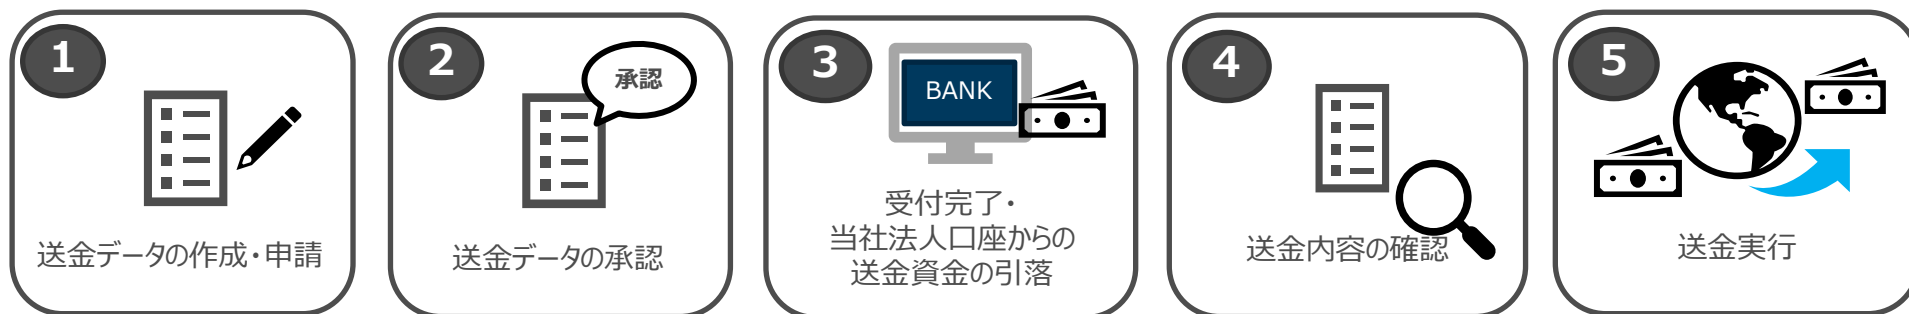 1
送金データの作成・申請
2
承認
送金データの承認
3
BANK
受付完了・
当社法人口座からの
送金資金の引落
4
送金内容の確認
5
送金実行